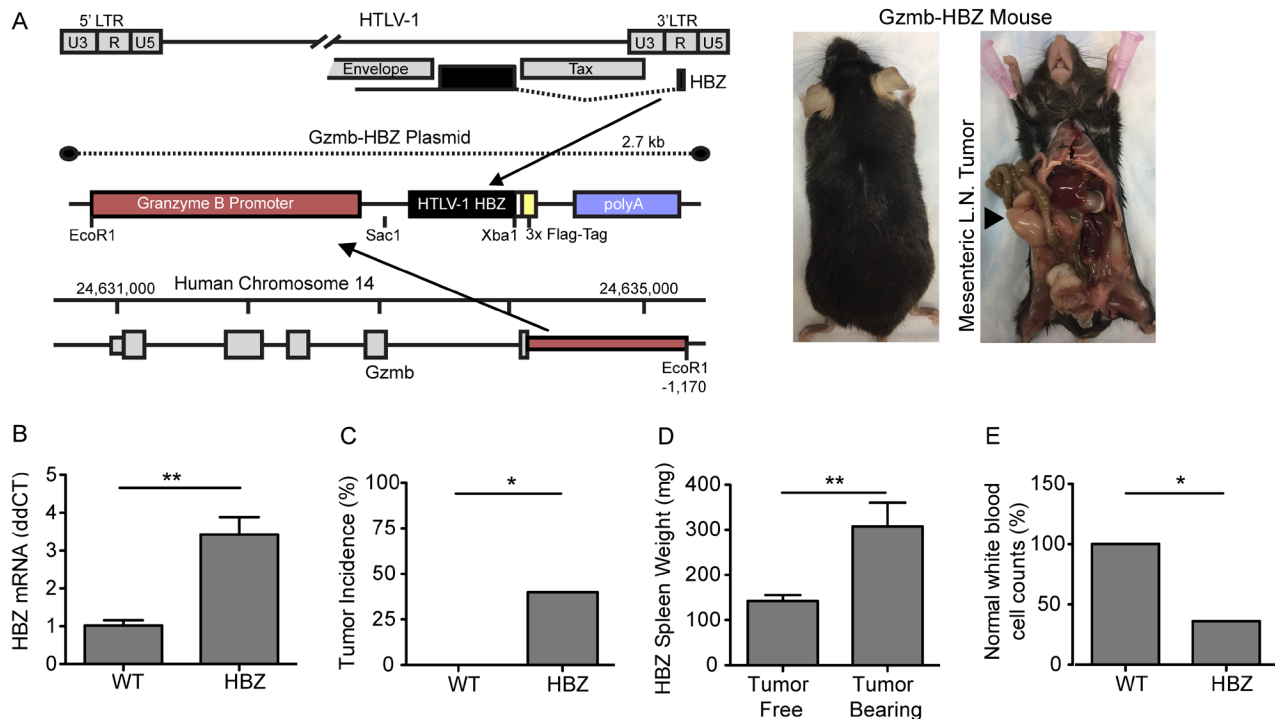 A
5' LTR
HTLV-1
3'LTR
U3 R U5
U3 R U5
Envelope
Tax
HBZ
Gzmb-HBZ Plasmid
2.7 kb
Granzyme B Promoter
HTLV-1 HBZ
polyA
EcoR1
Sac1
Xba1
3x Flag-Tag
24,631,000
Human Chromosome 14
24,635,000
Gzmb
EcoR1
-1,170
Gzmb-HBZ Mouse
Mesenteric L.N. Tumor
B
HBZ mRNA (ddCT)
5
4
3
2
1
0
**
WT
HBZ
C
Tumor Incidence (%)
100
75
50
25
0
*
WT
HBZ
D
HBZ Spleen Weight (mg)
400
300
200
100
0
**
Tumor
Free
Tumor
Bearing
E
Normal white blood
cell counts (%)
150
100
50
0
*
WT
HBZ